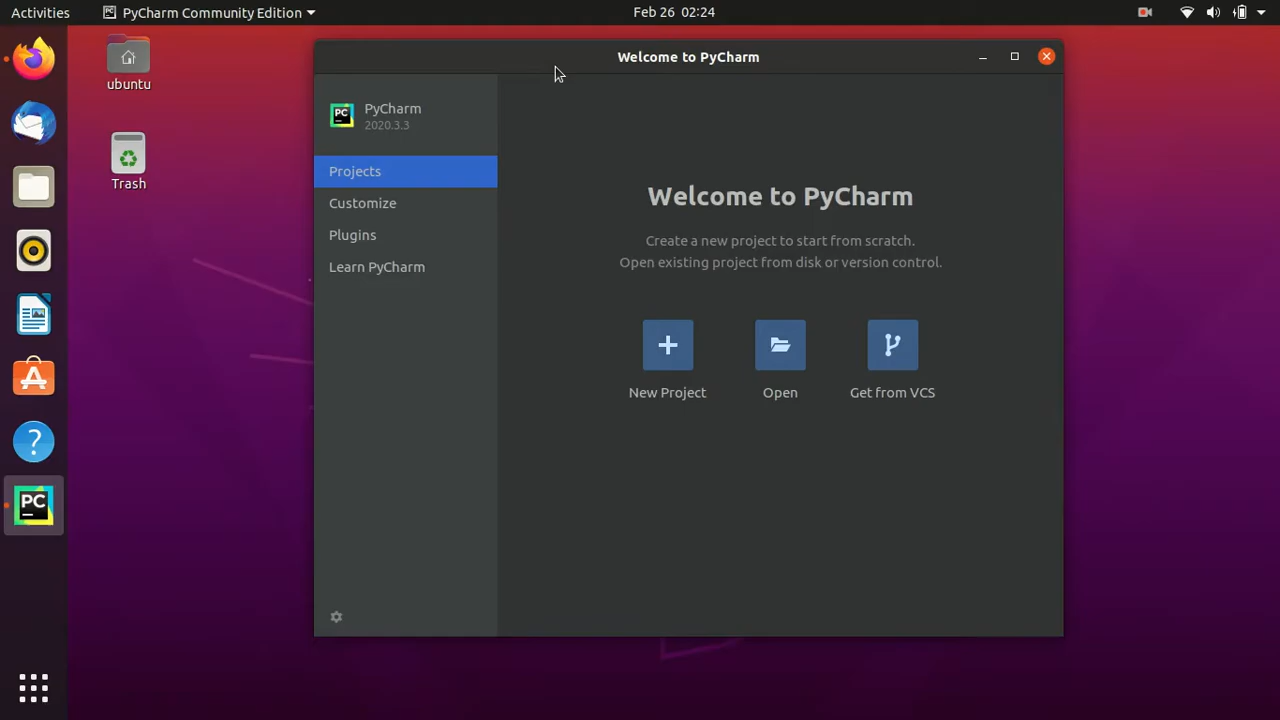 Activities
PyCharm Community Edition
Feb 26 02:24
ubuntu
Trash
Welcome to PyCharm
PC
PyCharm
2020.3.3
Projects
Customize
Plugins
Learn PyCharm
Welcome to PyCharm
Create a new project to start from scratch.
Open existing project from disk or version control.
New Project
Open
Get from VCS
?
PC